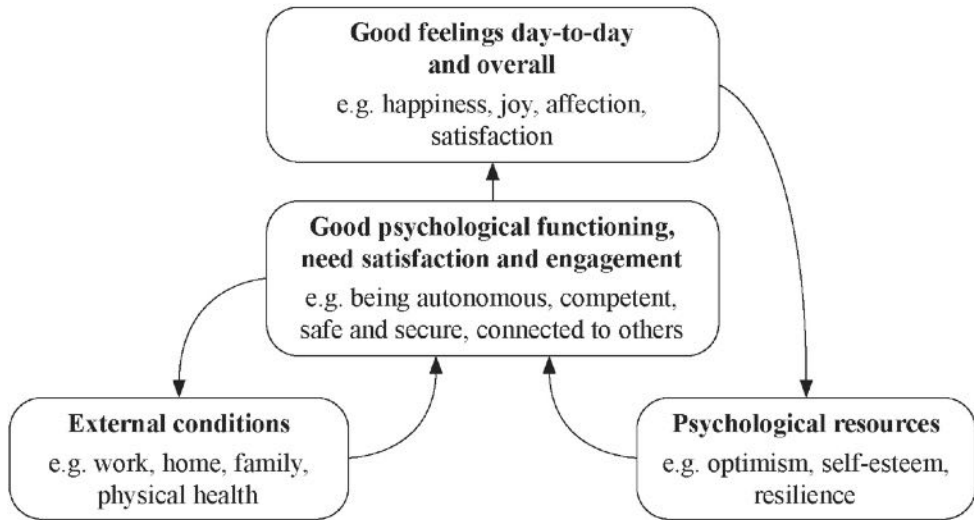 Good feelings day-to-day
and overall
e.g. happiness, joy, affection,
satisfaction
Good psychological functioning,
need satisfaction and engagement
e.g. being autonomous, competent,
safe and secure, connected to others
External conditions
e.g. work, home, family,
physical health
Psychological resources
e.g. optimism, self-esteem,
resilience